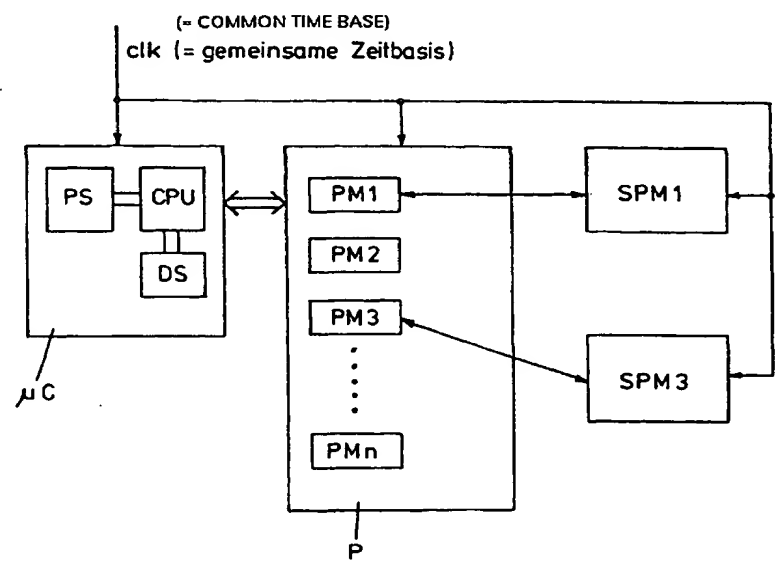 (= COMMON TIME BASE)
clk (= gemeinsame Zeitbasis)
PS
CPU
DS
μC
PM1
PM2
PM3
PMn
P
SPM1
SPM3